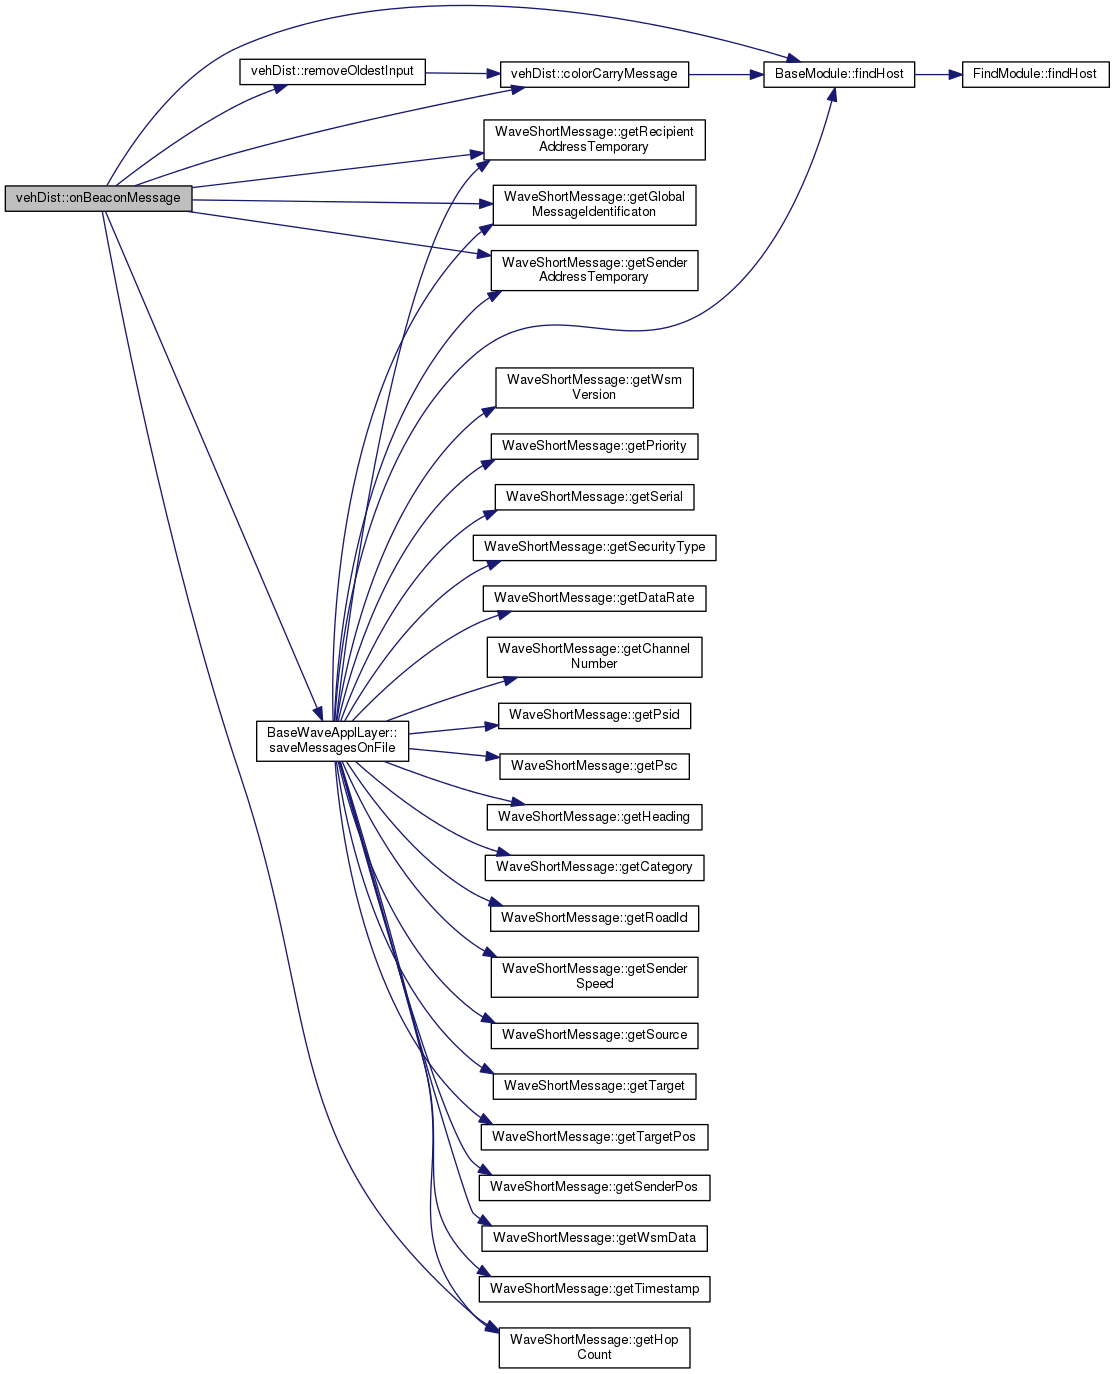 vehDist::onBeaconMessage
vehDist::removeOldestInput
vehDist::colorCarryMessage
BaseModule::findHost
FindModule::findHost
WaveShortMessage::getRecipient
AddressTemporary
WaveShortMessage::getGlobal
MessageIdentificaton
WaveShortMessage::getSender
AddressTemporary
WaveShortMessage::getWsm
Version
WaveShortMessage::getPriority
WaveShortMessage::getSerial
WaveShortMessage::getSecurityType
WaveShortMessage::getDataRate
WaveShortMessage::getChannel
Number
BaseWaveApplLayer::
saveMessagesOnFile
WaveShortMessage::getPsid
WaveShortMessage::getPsc
WaveShortMessage::getHeading
WaveShortMessage::getCategory
WaveShortMessage::getRoadId
WaveShortMessage::getSender
Speed
WaveShortMessage::getSource
WaveShortMessage::getTarget
WaveShortMessage::getTargetPos
WaveShortMessage::getSenderPos
WaveShortMessage::getWsmData
WaveShortMessage::getTimestamp
WaveShortMessage::getHop
Count